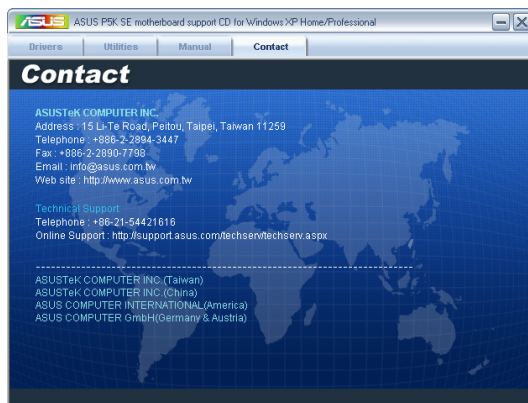 ASUS ASUS P5K SE motherboard support CD for Windows XP Home/Professional
Drivers Utilities Manual Contact
Contact
ASUSTeK COMPUTER INC.
Address : 15 Li-Te Road, Peitou, Taipei, Taiwan 11259
Telephone : +886-2-2894-3447
Fax : +886-2-2890-7798
Email : info@asus.com.tw
Web site : http://www.asus.com.tw
Technical Support
Telephone : +86-21-54421616
Online Support : http://support.asus.com/techserv/techserv.aspx
ASUSTeK COMPUTER INC.(Taiwan)
ASUSTeK COMPUTER INC.(China)
ASUS COMPUTER INTERNATIONAL(America)
ASUS COMPUTER GmbH(Germany & Austria)